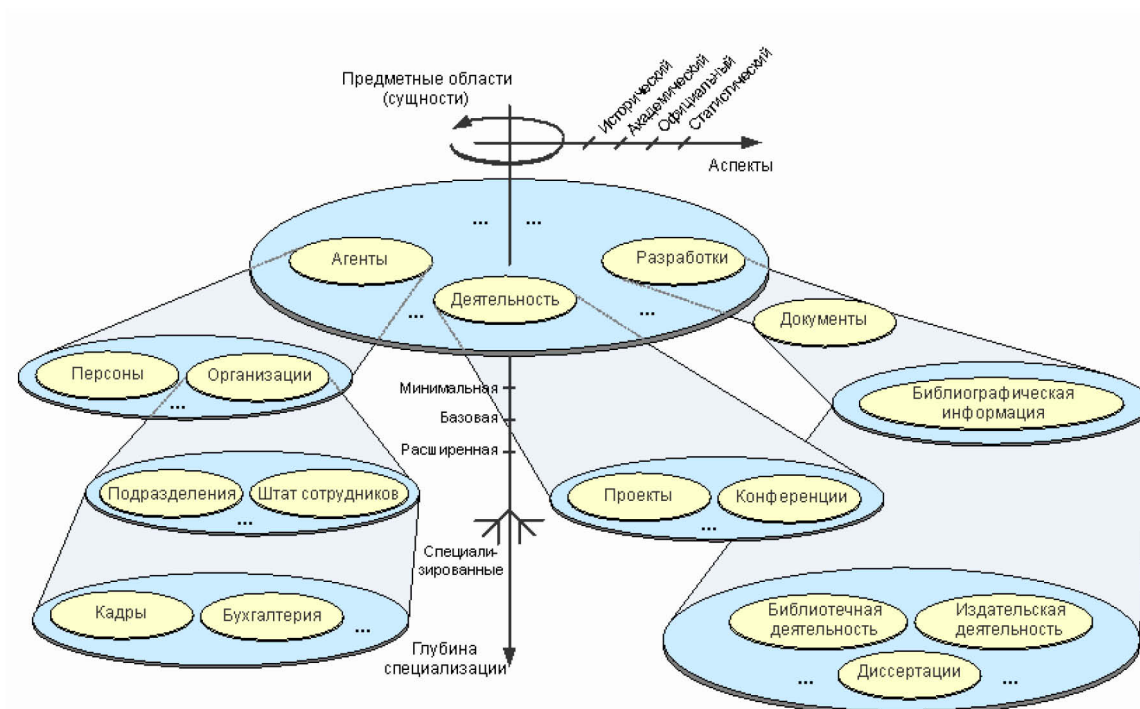 Предметные области
(сущности)
Исторический
Академический
Официальный
Статистический
Аспекты
...
...
Агенты
Разработки
Деятельность
...
...
Документы
Персоны
Организации
...
Минимальная
Базовая
Расширенная
Библиографическая
информация
Подразделения
Штат сотрудников
...
Проекты
Конференции
...
Специали-
зированные
Кадры
Бухгалтерия
...
Библиотечная
деятельность
Издательская
деятельность
Диссертации
...
...
Глубина
специализации